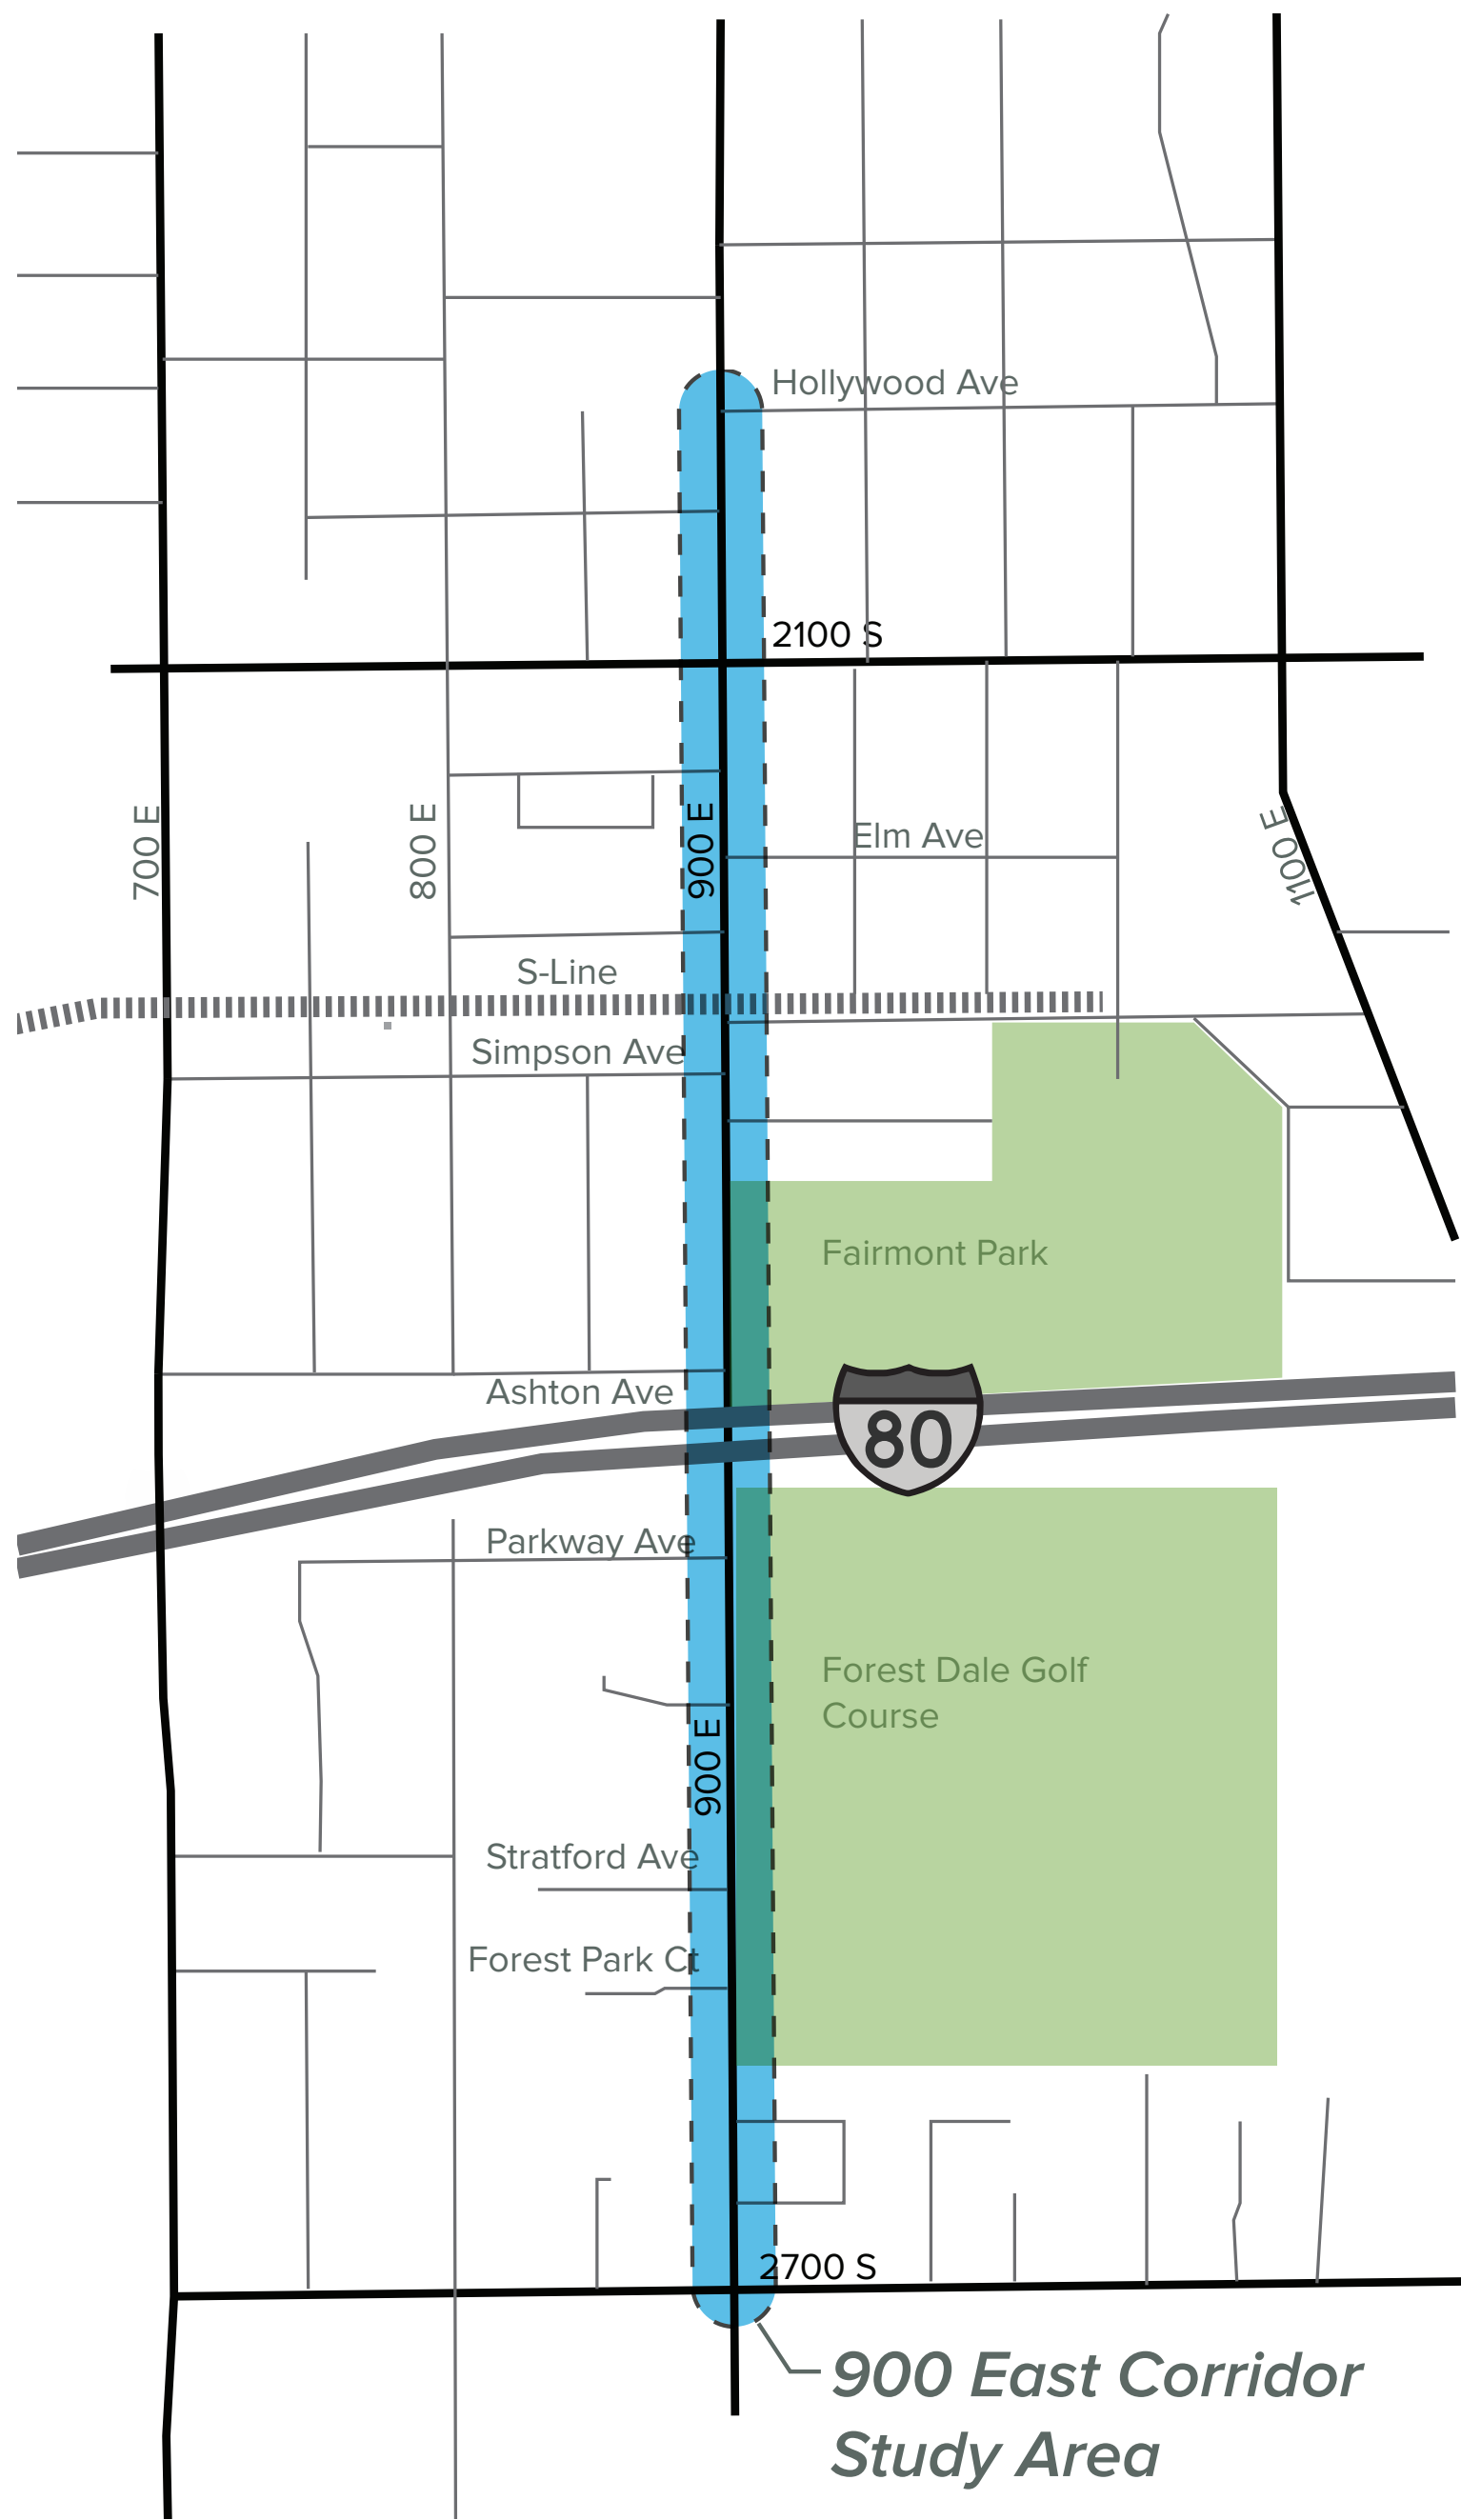 Hollywood Ave
2100 S
700 E
800 E
900 E
Elm Ave
1100 E
S-Line
Simpson Ave
Fairmont Park
Ashton Ave
80
Parkway Ave
Forest Dale Golf
Course
900 E
Stratford Ave
Forest Park Ct
2700 S
900 East Corridor
Study Area